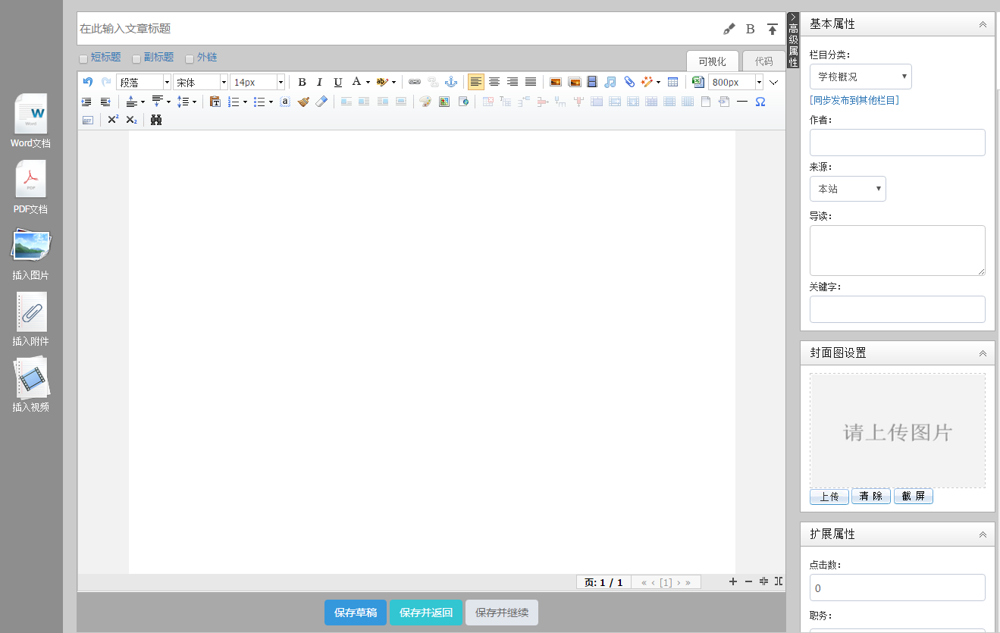 在此输入文章标题
B
短标题
副标题
外链
可视化
代码
段落
宋体
14px
B I U A ab
800px
T
a
Ω
X²
X₂
W
Word
Word文档
PDF
PDF文档
插入图片
插入附件
插入视频
页: 1 / 1
« ‹ [1] › »
保存草稿
保存并返回
保存并继续
高级属性
基本属性
栏目分类：
学校概况
[同步发布到其他栏目]
作者：
来源：
本站
导读：
关键字：
封面图设置
请上传图片
上传
清 除
截 屏
扩展属性
点击数：
0
职务：